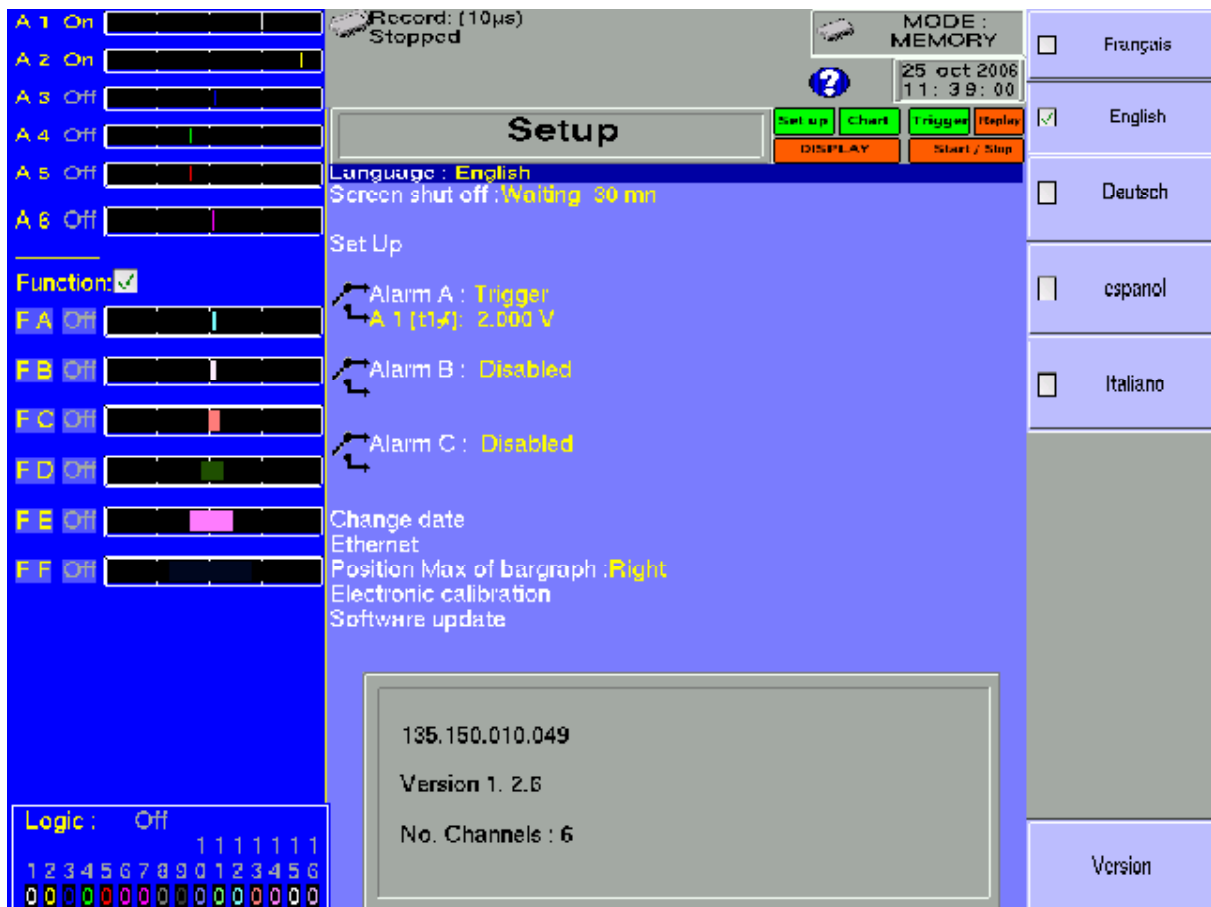 A 1 On
A 2 On
A 3 Off
A 4 Off
A 5 Off
A 6 Off
Function:
F A Off
F B Off
F C Off
F D Off
F E Off
F F Off
Logic : Off
1 1 1 1 1 1 1
1 2 3 4 5 6 7 8 9 0 1 2 3 4 5 6
0 0 0 0 0 0 0 0 0 0 0 0 0 0 0 0
Record: (10µs)
Stopped
MODE :
MEMORY
?
25 oct 2006
11: 39: 00
Setup
Set up Chart Trigger Replay
DISPLAY Start / Stop
Language : English
Screen shut off :Waiting 30 mn
Set Up
Alarm A : Trigger
A 1 [t1]: 2.000 V
Alarm B : Disabled
Alarm C : Disabled
Change date
Ethernet
Position Max of bargraph :Right
Electronic calibration
Software update
135.150.010.049
Version 1. 2.6
No. Channels : 6
Français
English
Deutsch
espanol
Italiano
Version